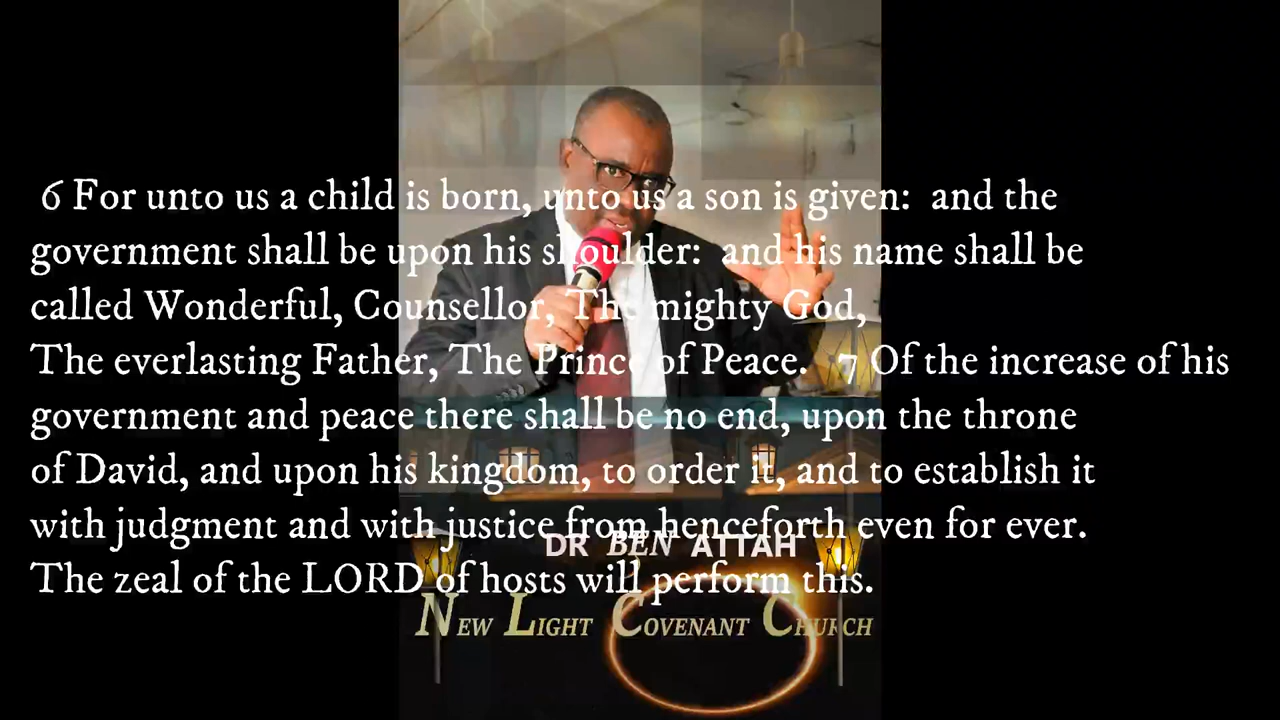 6 For unto us a child is born, unto us a son is given: and the
government shall be upon his shoulder: and his name shall be
called Wonderful, Counsellor, The mighty God,
The everlasting Father, The Prince of Peace. 7 Of the increase of his
government and peace there shall be no end, upon the throne
of David, and upon his kingdom, to order it, and to establish it
with judgment and with justice from henceforth even for ever.
DR BEN ATTAH
The zeal of the LORD of hosts will perform this.
NEW LIGHT COVENANT CHURCH